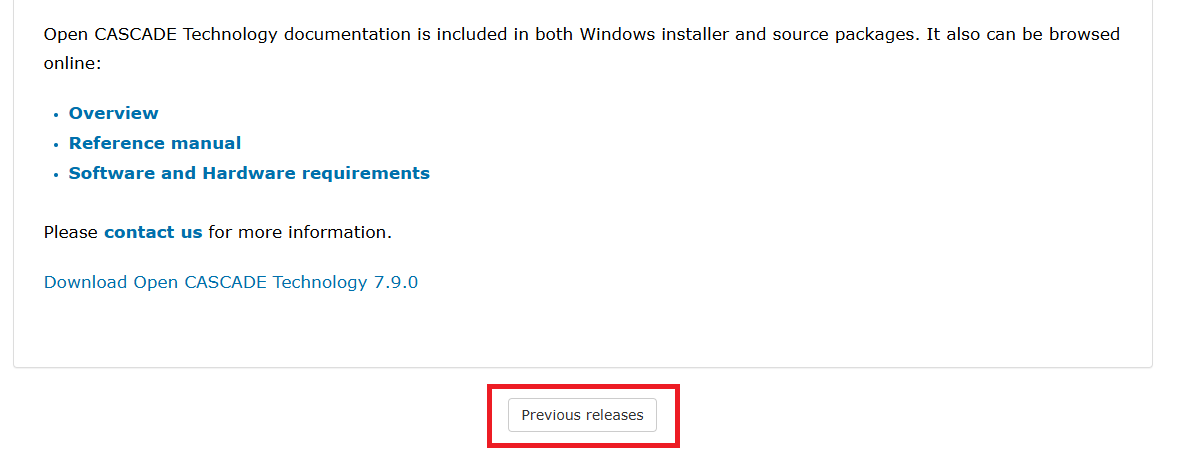 Open CASCADE Technology documentation is included in both Windows installer and source packages. It also can be browsed
online:
Overview
Reference manual
Software and Hardware requirements
Please contact us for more information.
Download Open CASCADE Technology 7.9.0
Previous releases